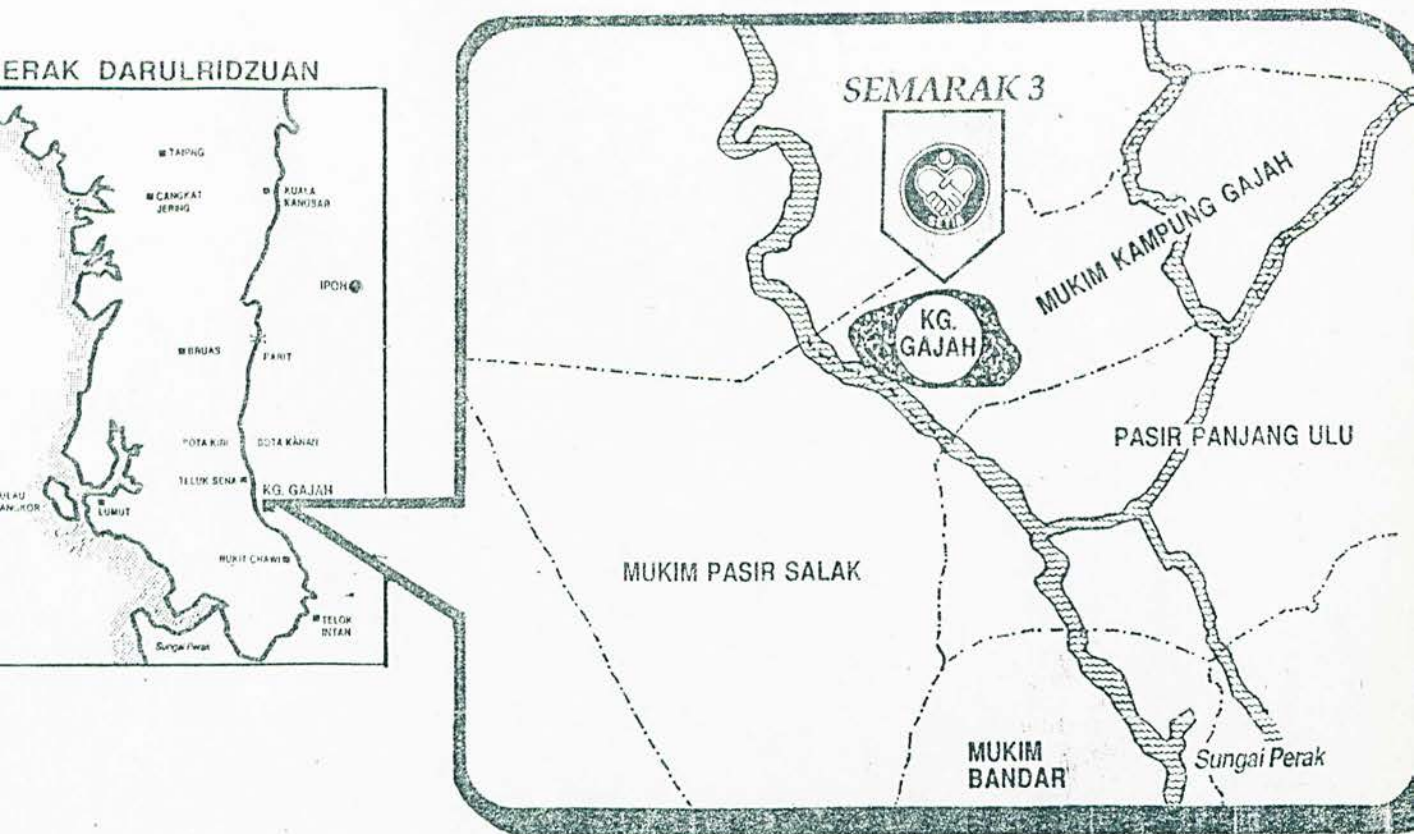 ERAK DARULRIDZUAN
TAIPNG
CANGKAT
JERING
KUALA
KANGSAR
IPOH
BRUAS
PARIT
BOTA KANAN
TELUK SENA
KG. GAJAH
LUMUT
BUKIT CHAWI
TELOK
INTAN
Sungai Perak
SEMARAK 3
MUKIM KAMPUNG GAJAH
KG.
GAJAH
PASIR PANJANG ULU
MUKIM PASIR SALAK
MUKIM
BANDAR
Sungai Perak